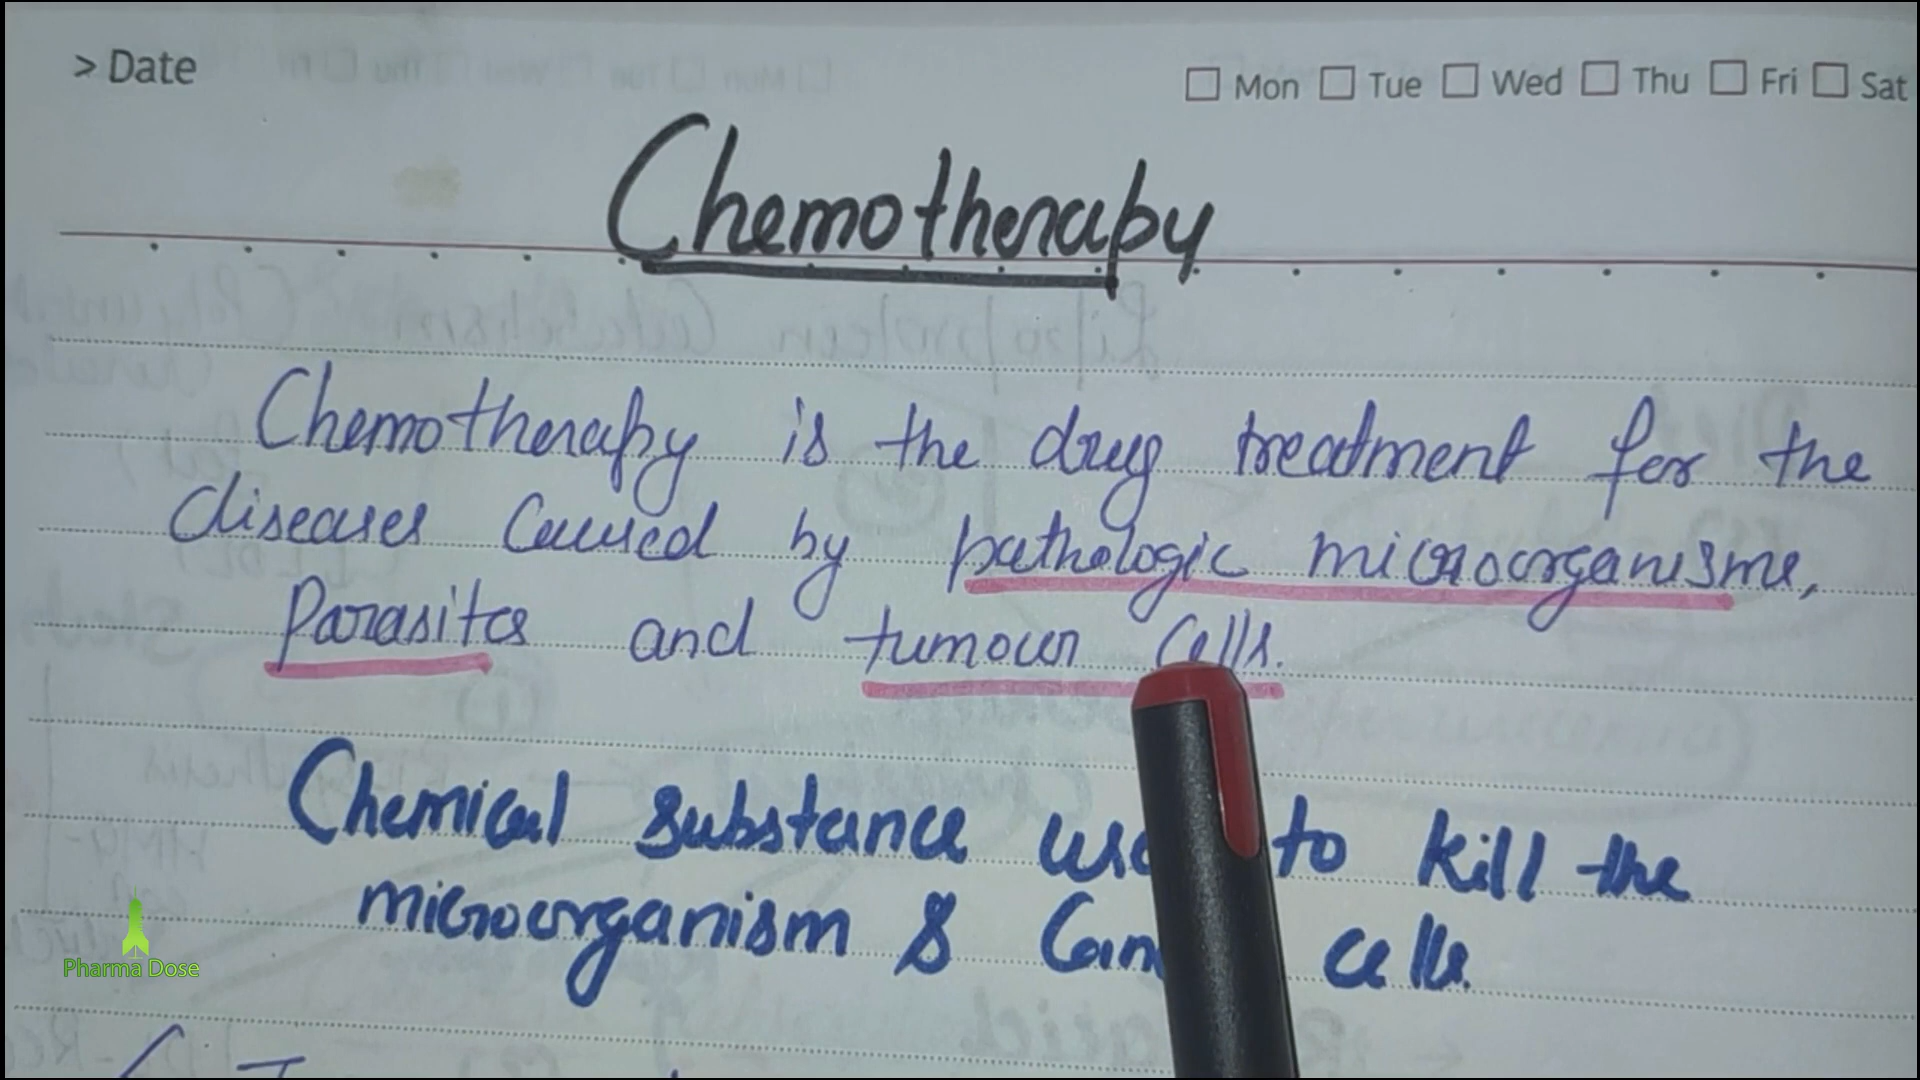 > Date
Mon Tue Wed Thu Fri Sat
Chemotherapy
Chemotherapy is the drug treatment for the
diseases caused by pathologic microorganisms,
Parasites and tumour cells.
Chemical substance to kill the
microorganism & cells.
Pharma Dose